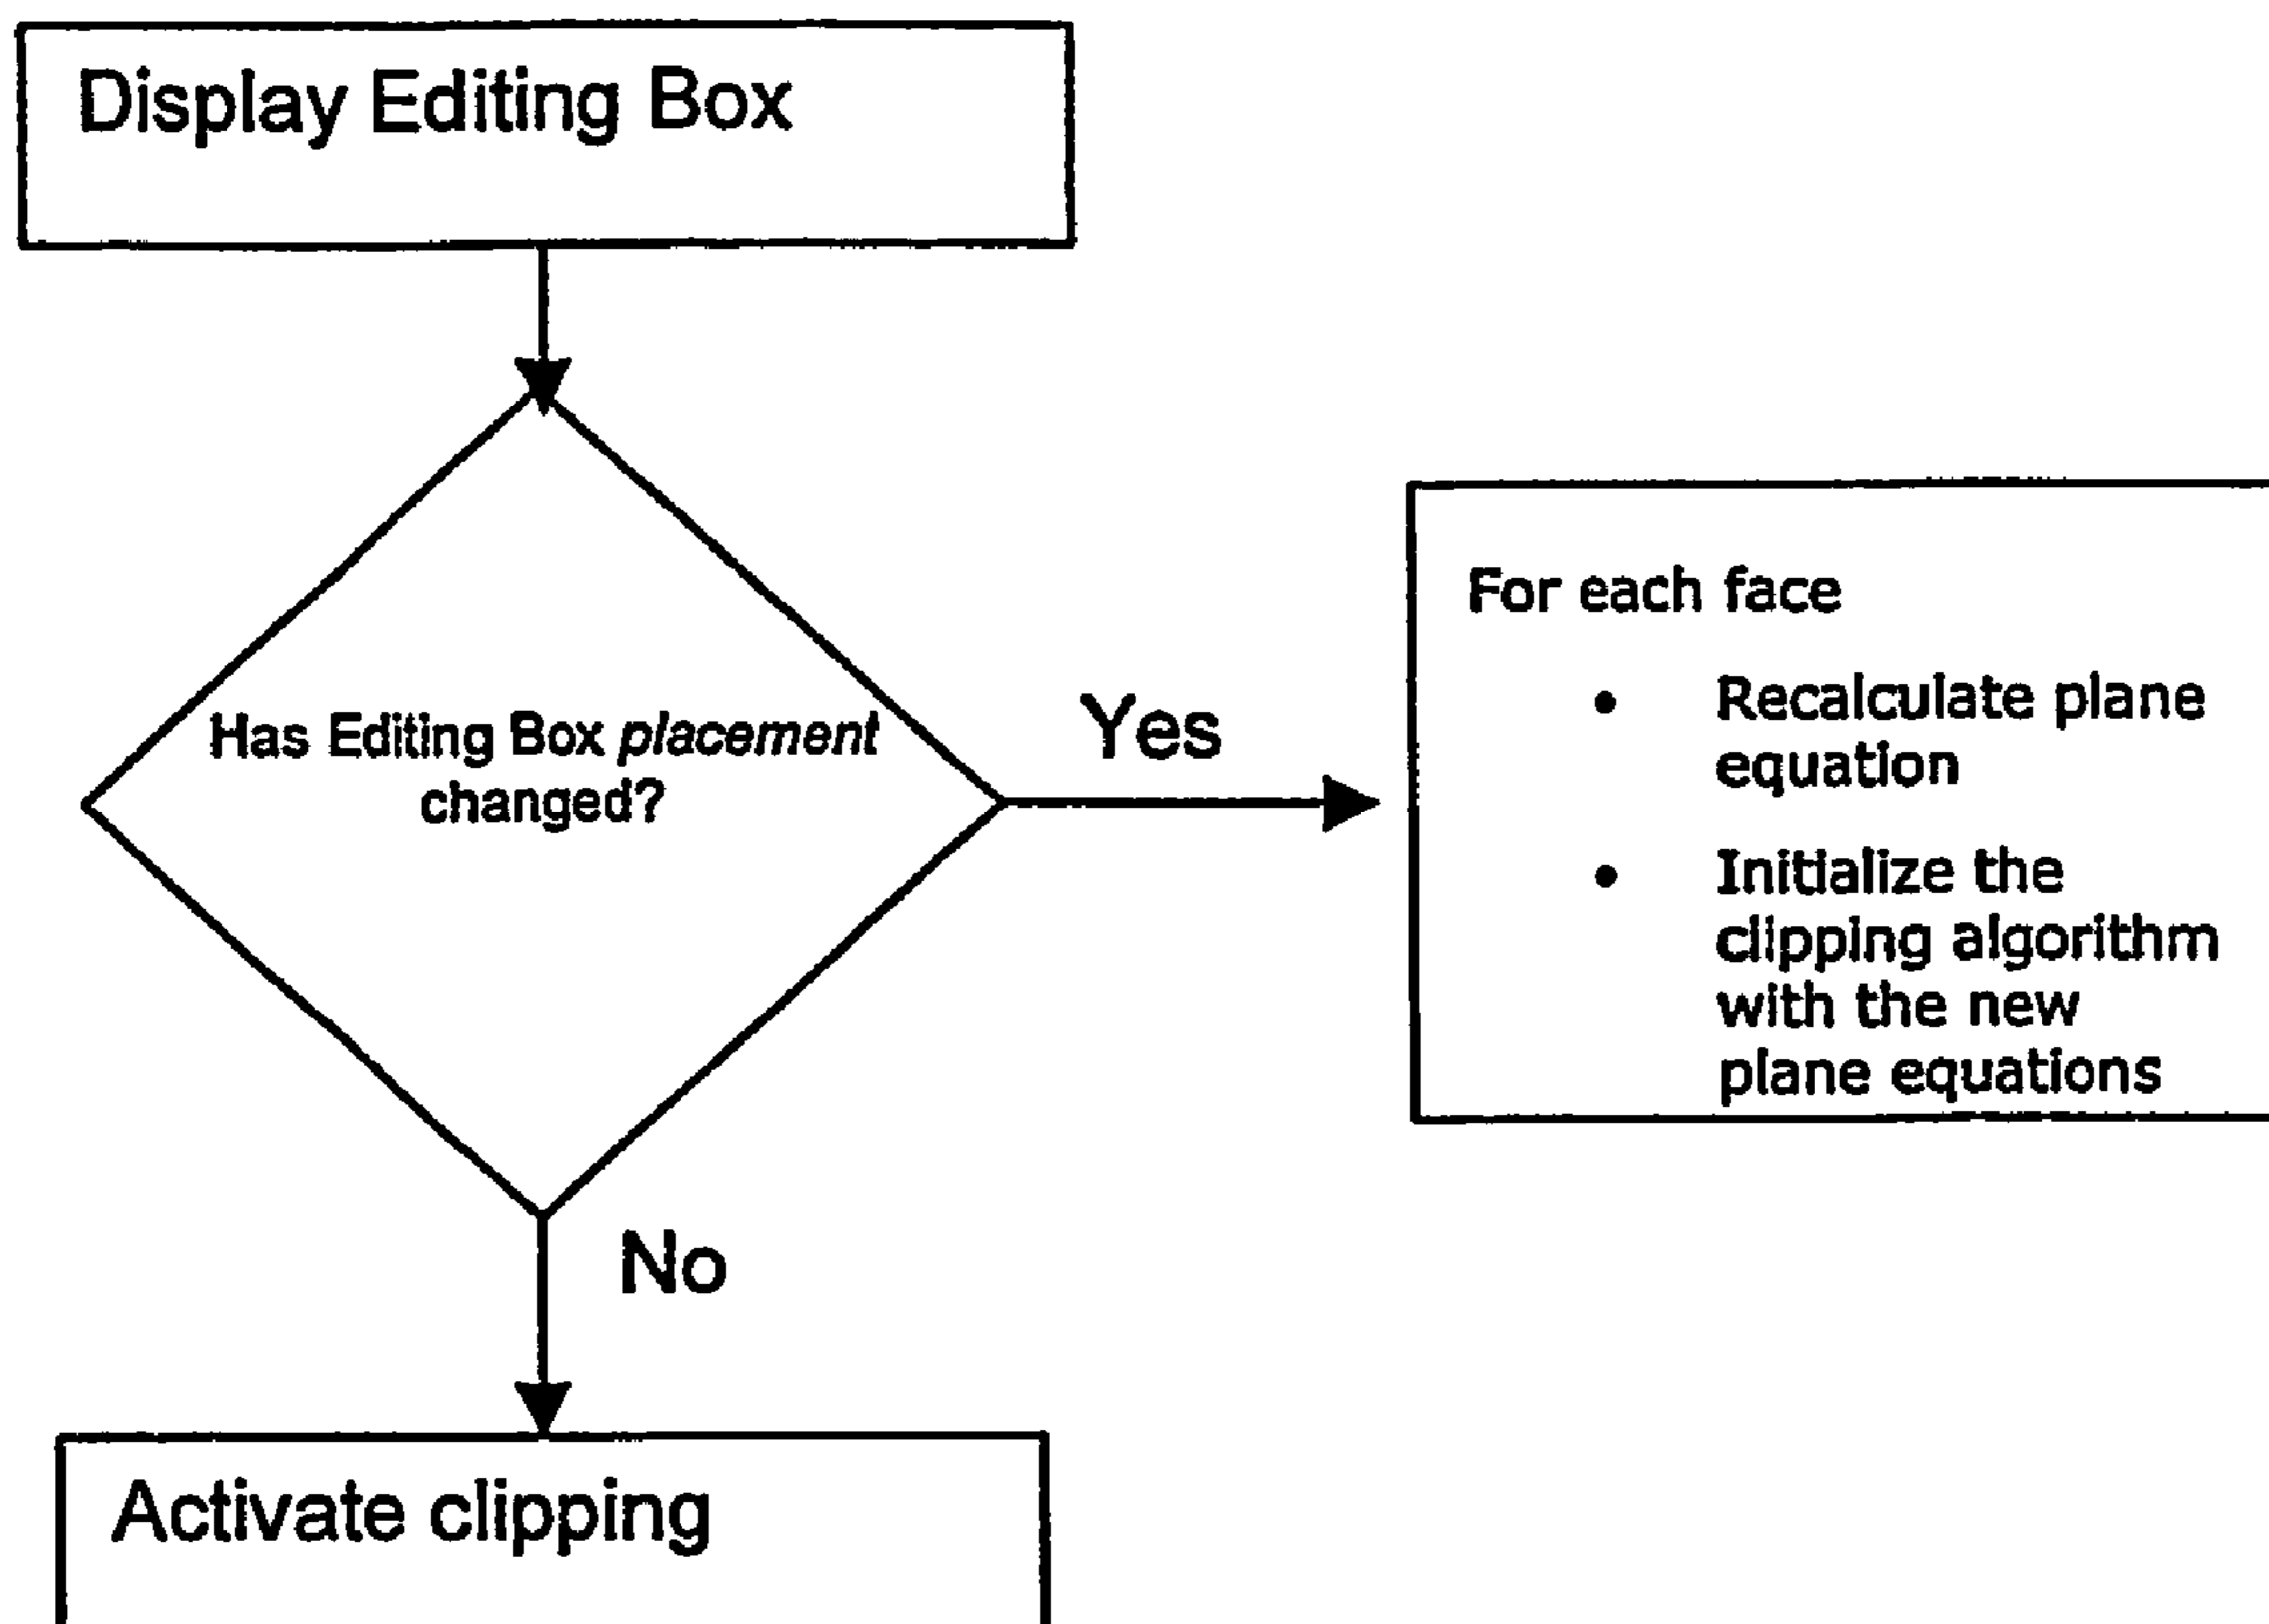 Display Editing Box
Has Editing Box placement
changed?
Yes
For each face
• Recalculate plane
equation
• Initialize the
clipping algorithm
with the new
plane equations
No
Activate clipping